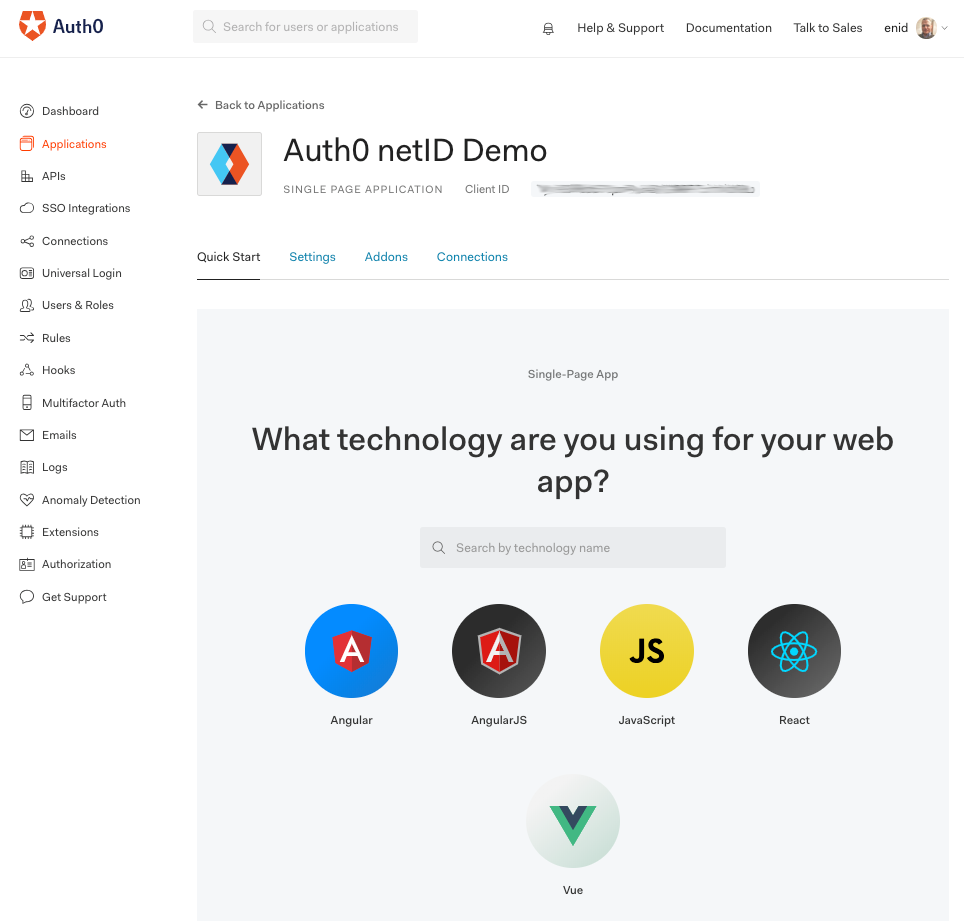 Auth0
Search for users or applications
Help & Support
Documentation
Talk to Sales
enid
Dashboard
Applications
APIs
SSO Integrations
Connections
Universal Login
Users & Roles
Rules
Hooks
Multifactor Auth
Emails
Logs
Anomaly Detection
Extensions
Authorization
Get Support
Back to Applications
Auth0 netID Demo
SINGLE PAGE APPLICATION
Client ID
Quick Start
Settings
Addons
Connections
Single-Page App
What technology are you using for your web
app?
Search by technology name
A
A
JS
Angular
AngularJS
JavaScript
React
Vue